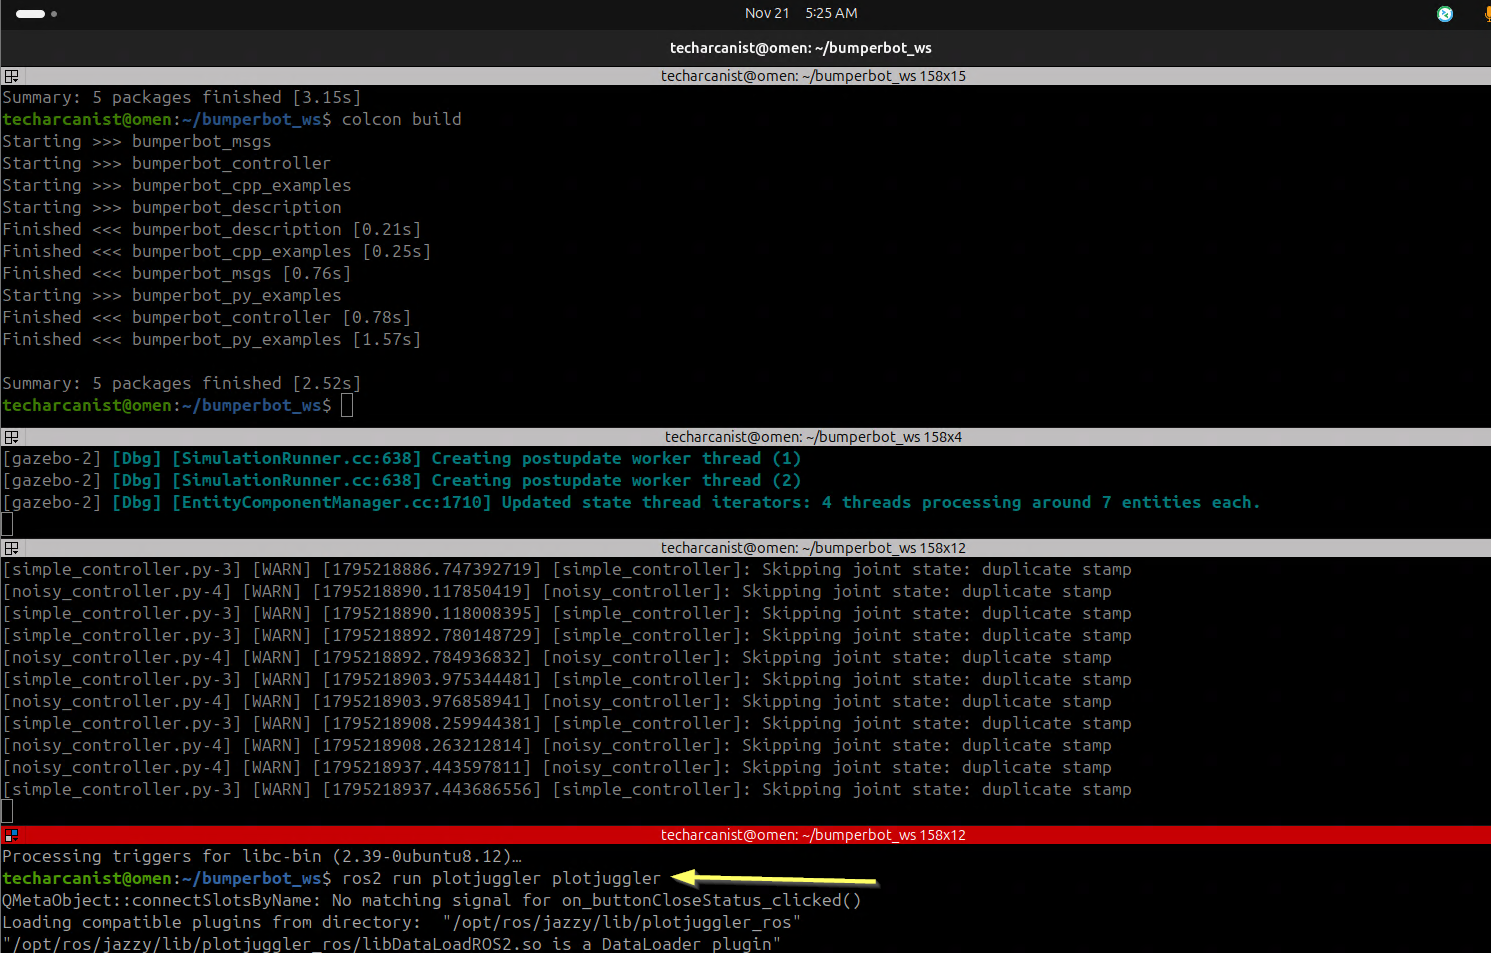 Nov 21 5:25 AM
techarcanist@omen: ~/bumperbot_ws
techarcanist@omen: ~/bumperbot_ws 158x15
Summary: 5 packages finished [3.15s]
techarcanist@omen:~/bumperbot_ws$ colcon build
Starting >>> bumperbot_msgs
Starting >>> bumperbot_controller
Starting >>> bumperbot_cpp_examples
Starting >>> bumperbot_description
Finished <<< bumperbot_description [0.21s]
Finished <<< bumperbot_cpp_examples [0.25s]
Finished <<< bumperbot_msgs [0.76s]
Starting >>> bumperbot_py_examples
Finished <<< bumperbot_controller [0.78s]
Finished <<< bumperbot_py_examples [1.57s]
Summary: 5 packages finished [2.52s]
techarcanist@omen:~/bumperbot_ws$
techarcanist@omen: ~/bumperbot_ws 158x4
[gazebo-2] [Dbg] [SimulationRunner.cc:638] Creating postupdate worker thread (1)
[gazebo-2] [Dbg] [SimulationRunner.cc:638] Creating postupdate worker thread (2)
[gazebo-2] [Dbg] [EntityComponentManager.cc:1710] Updated state thread iterators: 4 threads processing around 7 entities each.
techarcanist@omen: ~/bumperbot_ws 158x12
[simple_controller.py-3] [WARN] [1795218886.747392719] [simple_controller]: Skipping joint state: duplicate stamp
[noisy_controller.py-4] [WARN] [1795218890.117850419] [noisy_controller]: Skipping joint state: duplicate stamp
[simple_controller.py-3] [WARN] [1795218890.118008395] [simple_controller]: Skipping joint state: duplicate stamp
[simple_controller.py-3] [WARN] [1795218892.780148729] [simple_controller]: Skipping joint state: duplicate stamp
[noisy_controller.py-4] [WARN] [1795218892.784936832] [noisy_controller]: Skipping joint state: duplicate stamp
[simple_controller.py-3] [WARN] [1795218903.975344481] [simple_controller]: Skipping joint state: duplicate stamp
[noisy_controller.py-4] [WARN] [1795218903.976858941] [noisy_controller]: Skipping joint state: duplicate stamp
[simple_controller.py-3] [WARN] [1795218908.259944381] [simple_controller]: Skipping joint state: duplicate stamp
[noisy_controller.py-4] [WARN] [1795218908.263212814] [noisy_controller]: Skipping joint state: duplicate stamp
[noisy_controller.py-4] [WARN] [1795218937.443597811] [noisy_controller]: Skipping joint state: duplicate stamp
[simple_controller.py-3] [WARN] [1795218937.443686556] [simple_controller]: Skipping joint state: duplicate stamp
techarcanist@omen: ~/bumperbot_ws 158x12
Processing triggers for libc-bin (2.39-0ubuntu8.12)…
techarcanist@omen:~/bumperbot_ws$ ros2 run plotjuggler plotjuggler
QMetaObject::connectSlotsByName: No matching signal for on_buttonCloseStatus_clicked()
Loading compatible plugins from directory:  "/opt/ros/jazzy/lib/plotjuggler_ros"
"/opt/ros/jazzy/lib/plotjuggler_ros/libDataLoadROS2.so is a DataLoader plugin"